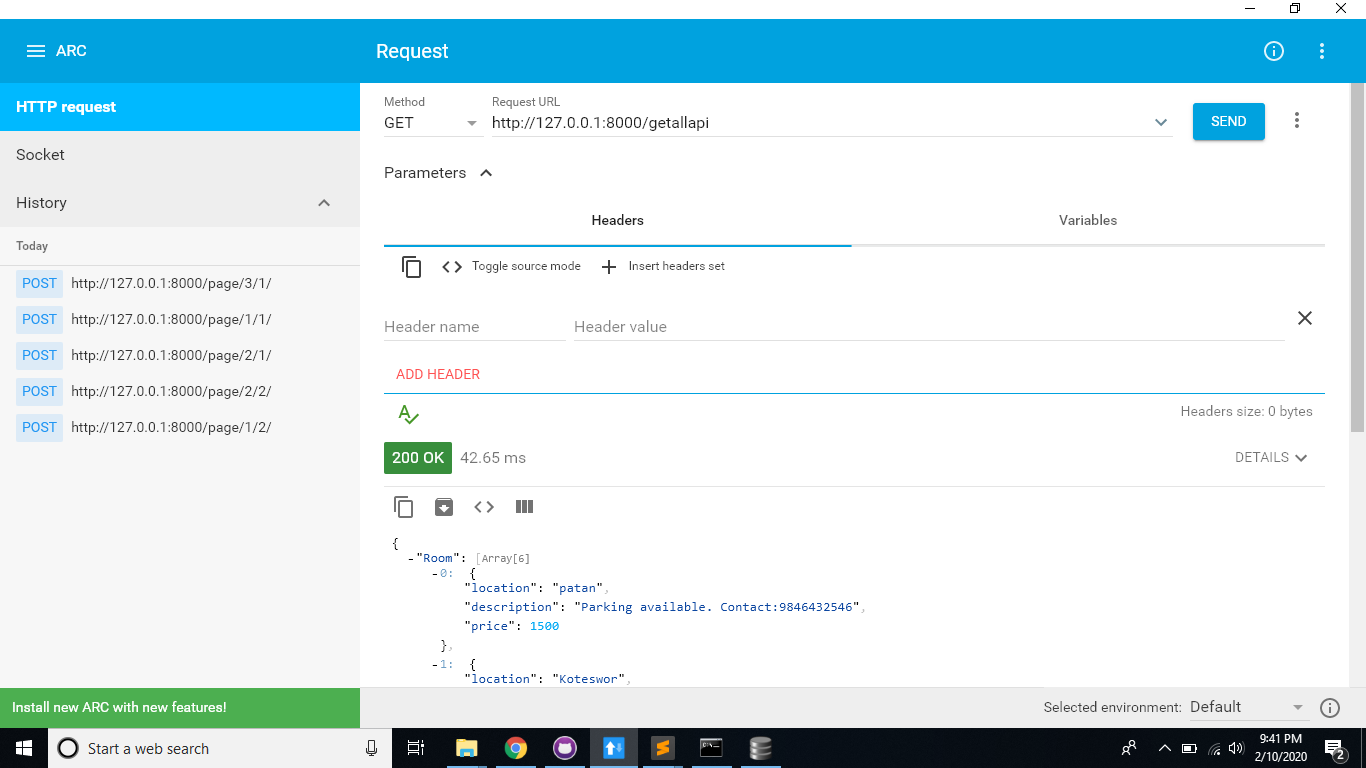 ARC
Request
HTTP request
Socket
History
Today
POST http://127.0.0.1:8000/page/3/1/
POST http://127.0.0.1:8000/page/1/1/
POST http://127.0.0.1:8000/page/2/1/
POST http://127.0.0.1:8000/page/2/2/
POST http://127.0.0.1:8000/page/1/2/
Install new ARC with new features!
Method
GET
Request URL
http://127.0.0.1:8000/getallapi
SEND
Parameters
Headers
Variables
Toggle source mode
Insert headers set
Header name
Header value
ADD HEADER
Headers size: 0 bytes
200 OK 42.65 ms
DETAILS
{
-"Room": [Array[6]
-0: {
"location": "patan",
"description": "Parking available. Contact:9846432546",
"price": 1500
},
-1: {
"location": "Koteswor",
Selected environment: Default
Start a web search
9:41 PM
2/10/2020
2